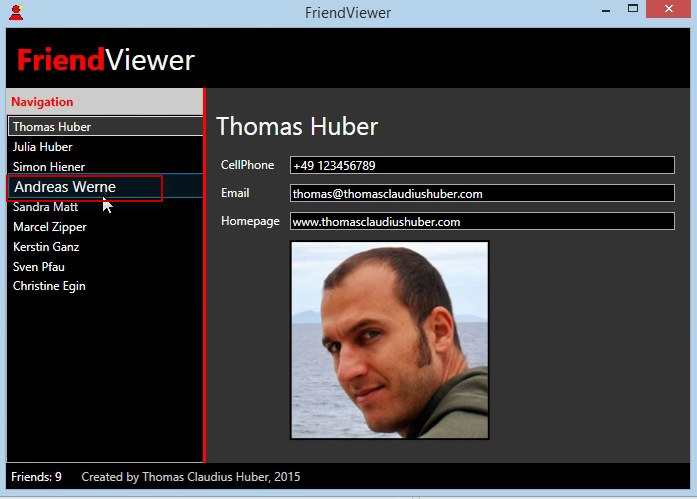 FriendViewer
FriendViewer
Navigation
Thomas Huber
Julia Huber
Simon Hiener
Andreas Werne
Sandra Matt
Marcel Zipper
Kerstin Ganz
Sven Pfau
Christine Egin
Thomas Huber
CellPhone +49 123456789
Email thomas@thomasclaudiushuber.com
Homepage www.thomasclaudiushuber.com
Friends: 9 Created by Thomas Claudius Huber, 2015